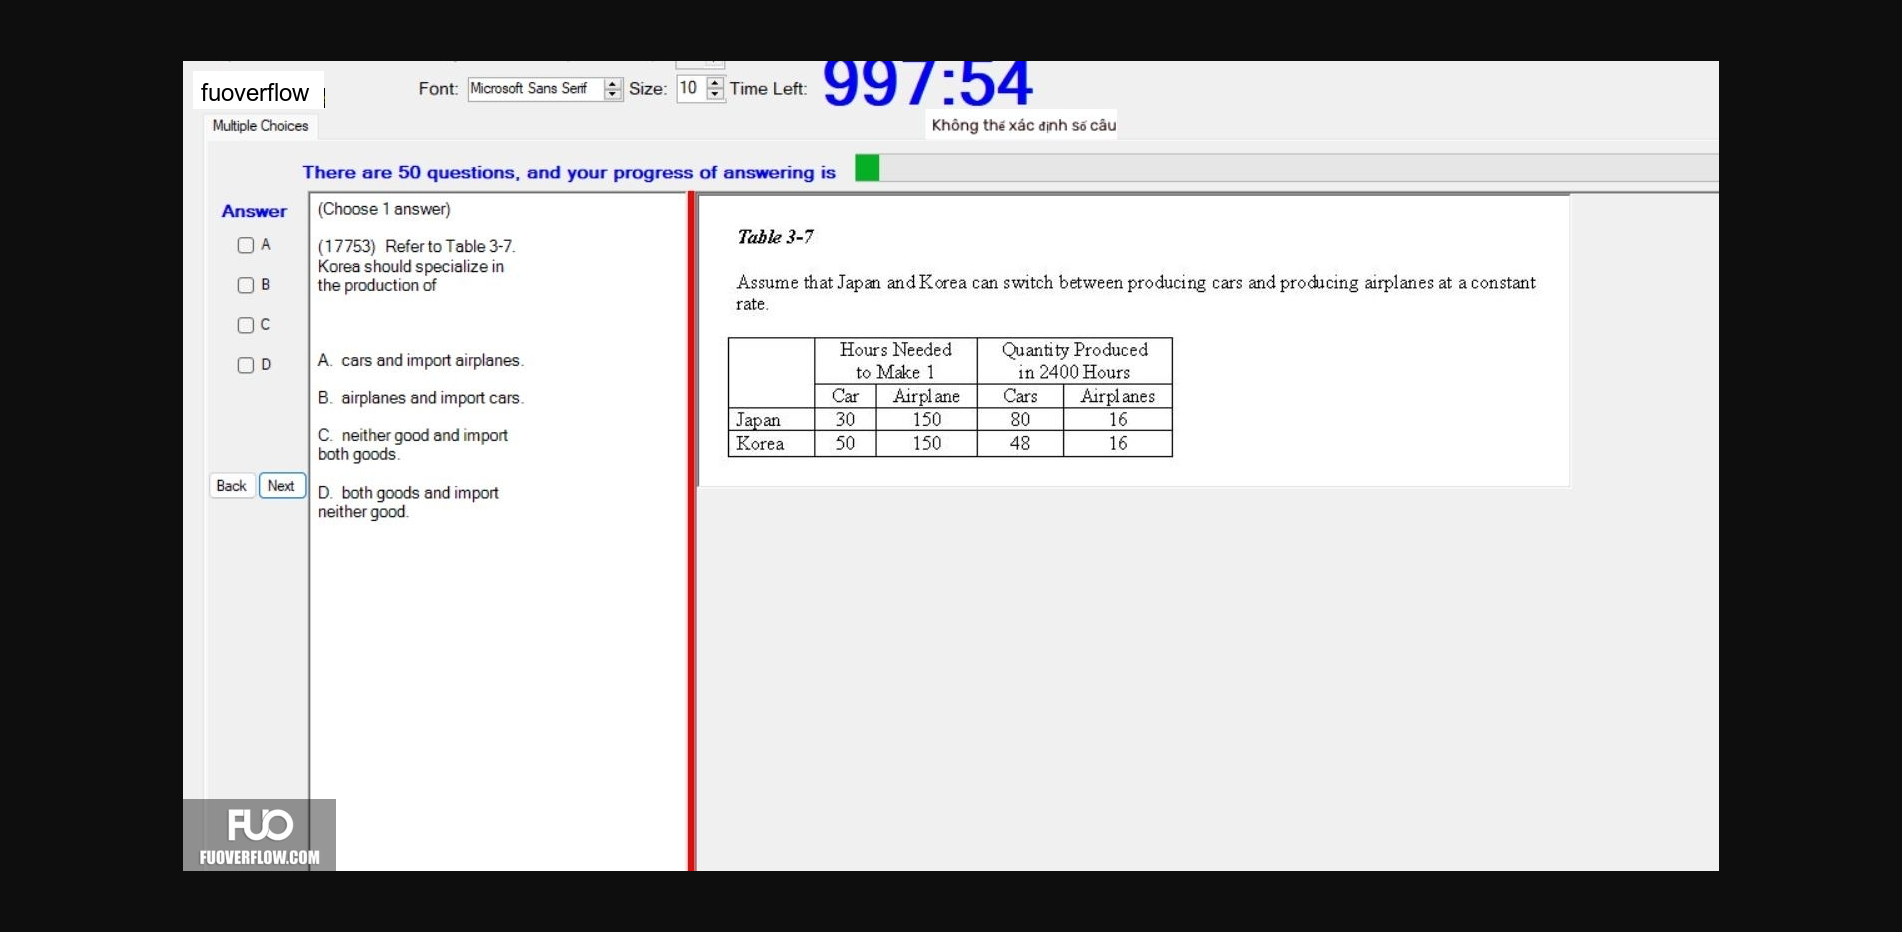 fuoverflow
Font: Microsoft Sans Serif Size: 10 Time Left: 997:54
Multiple Choices
Không thể xác định số câu
There are 50 questions, and your progress of answering is
Answer
A
B
C
D
Back Next
(Choose 1 answer)
(17753) Refer to Table 3-7.
Korea should specialize in
the production of
A. cars and import airplanes.
B. airplanes and import cars.
C. neither good and import
both goods.
D. both goods and import
neither good.
Table 3-7
Assume that Japan and Korea can switch between producing cars and producing airplanes at a constant
rate.
Hours Needed Quantity Produced
to Make 1 in 2400 Hours
Car Airplane Cars Airplanes
Japan 30 150 80 16
Korea 50 150 48 16
FUO
FUOVERFLOW.COM